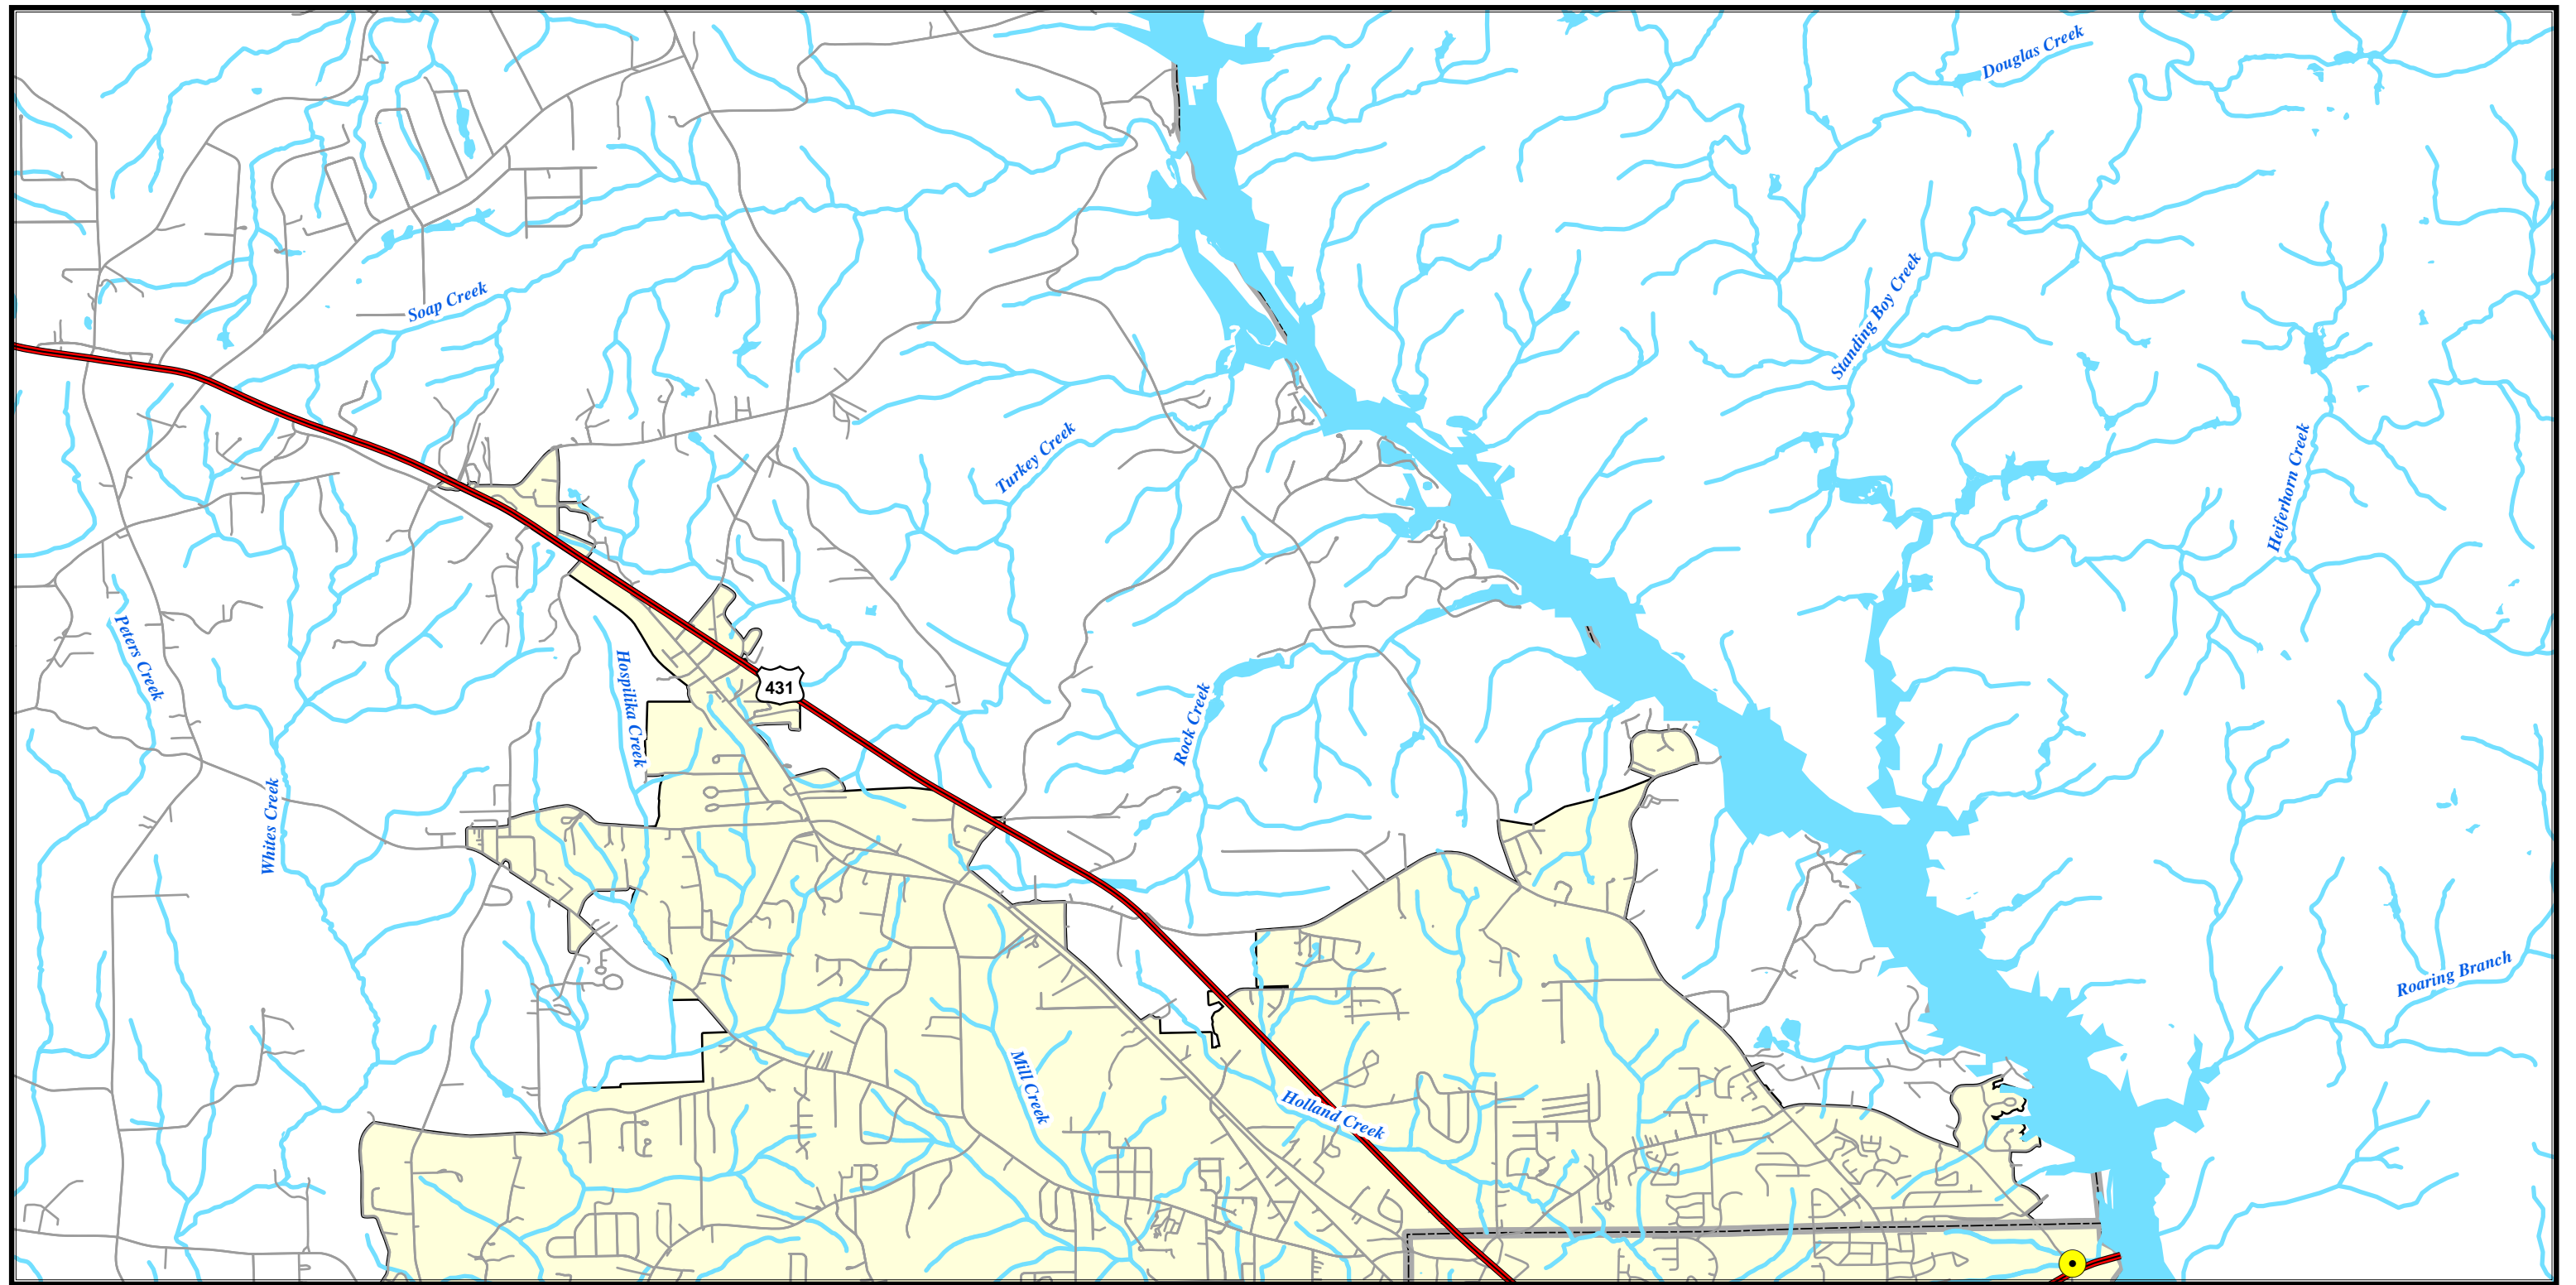 Douglas Creek
Soap Creek
Standing Boy Creek
Turkey Creek
Heiferhorn Creek
Peters Creek
Hospilika Creek
431
Rock Creek
Whites Creek
Roaring Branch
Mill Creek
Holland Creek